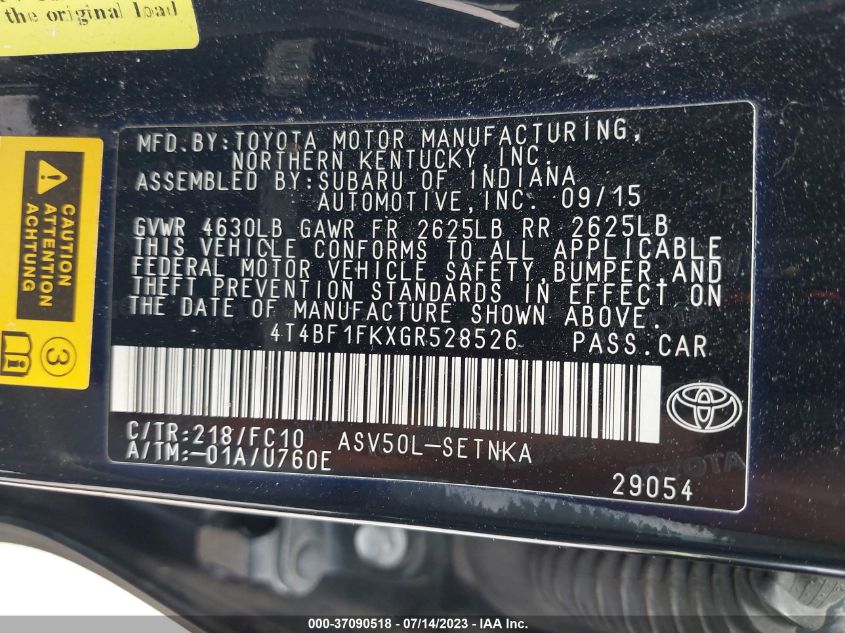 the original load
CAUTION
ATTENTION
ACHTUNG
3
MFD.BY:TOYOTA MOTOR MANUFACTURING,
NORTHERN KENTUCKY,INC.
ASSEMBLED BY:SUBARU OF INDIANA
AUTOMOTIVE,INC. 09/15
GVWR 4630LB GAWR FR 2625LB RR 2625LB
THIS VEHICLE CONFORMS TO ALL APPLICABLE
FEDERAL MOTOR VEHICLE SAFETY,BUMPER,AND
THEFT PREVENTION STANDARDS IN EFFECT ON
THE DATE OF MANUFACTURE SHOWN ABOVE.
4T4BF1FKXGR528526 PASS.CAR
C/TR:218/FC10 ASV50L-SETNKA
A/TM:-01A/U760E
TOYOTA
29054
000-37090518 - 07/14/2023 - IAANK.COM